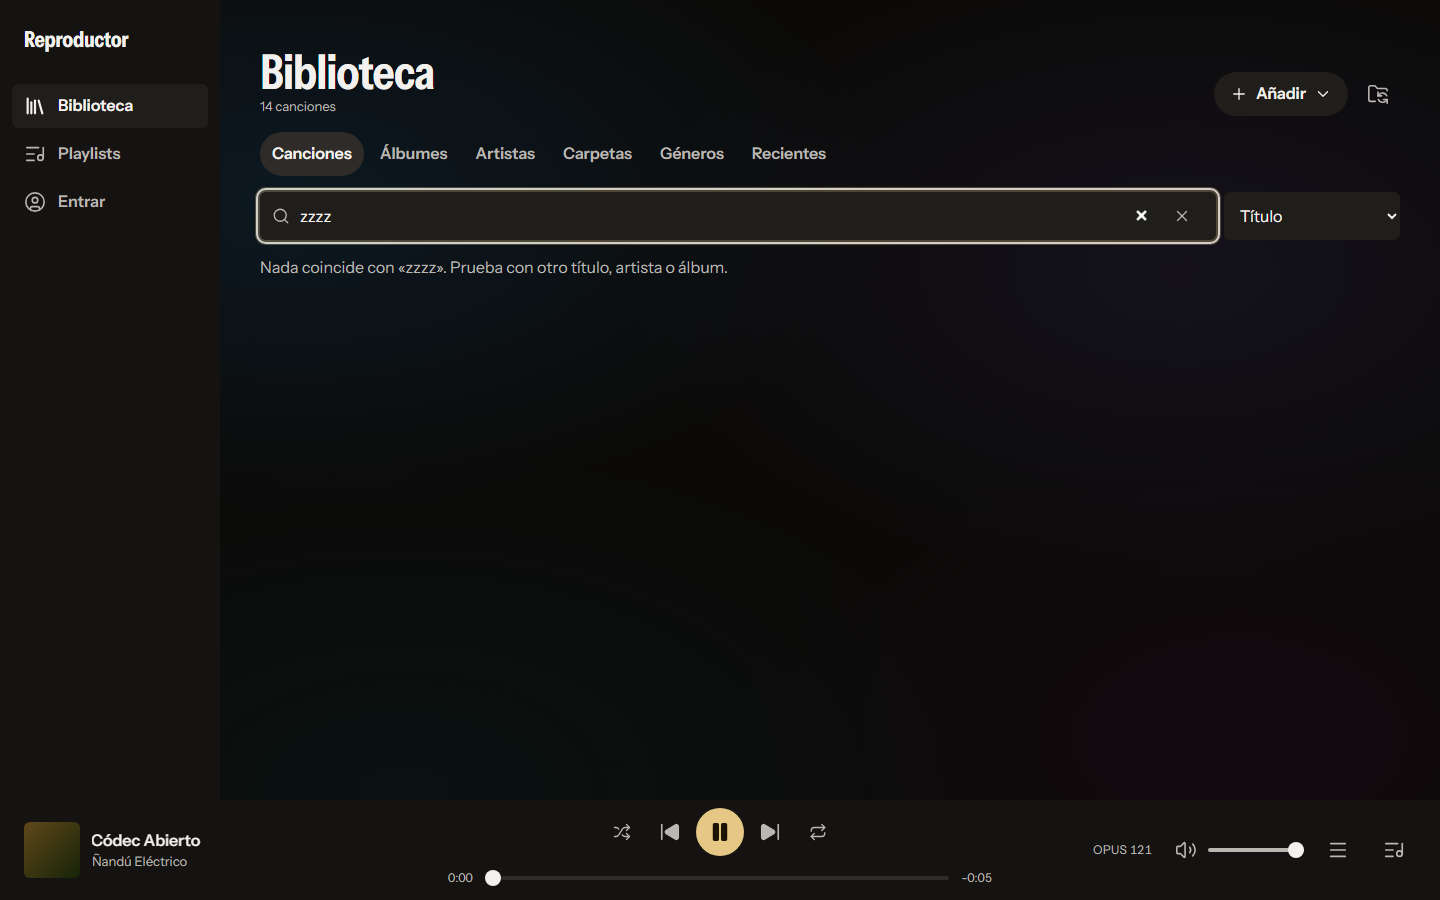 Reproductor
Biblioteca
Playlists
Entrar
Biblioteca
14 canciones
Añadir
Canciones
Álbumes
Artistas
Carpetas
Géneros
Recientes
zzzz
Título
Nada coincide con «zzzz». Prueba con otro título, artista o álbum.
Códec Abierto
Ñandú Eléctrico
0:00
-0:05
OPUS 121